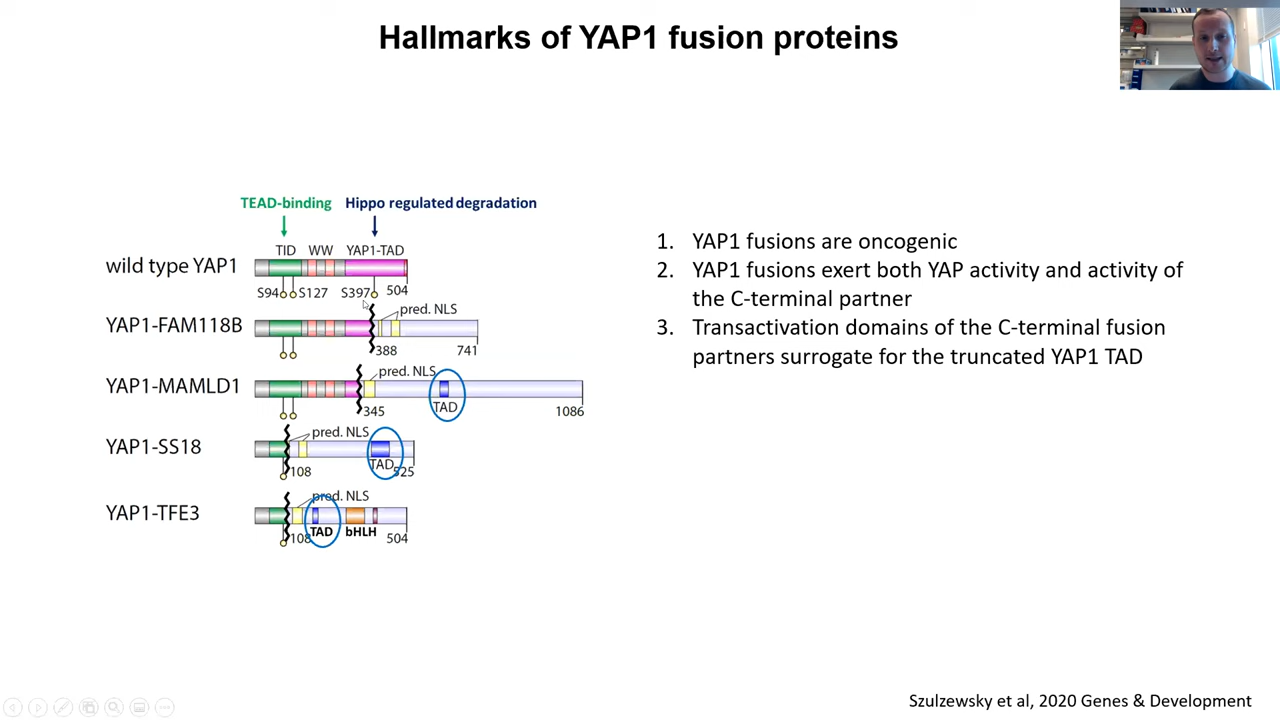 Hallmarks of YAP1 fusion proteins
TEAD-binding Hippo regulated degradation
TID WW YAP1-TAD
wild type YAP1
S94 S127 S397 504
pred. NLS
YAP1-FAM118B
388 741
pred. NLS
YAP1-MAMLD1
TAD
345 1086
pred. NLS
YAP1-SS18
TAD
108 525
pred. NLS
YAP1-TFE3
TAD bHLH
108 504
1. YAP1 fusions are oncogenic
2. YAP1 fusions exert both YAP activity and activity of
the C-terminal partner
3. Transactivation domains of the C-terminal fusion
partners surrogate for the truncated YAP1 TAD
Szulzewsky et al, 2020 Genes & Development